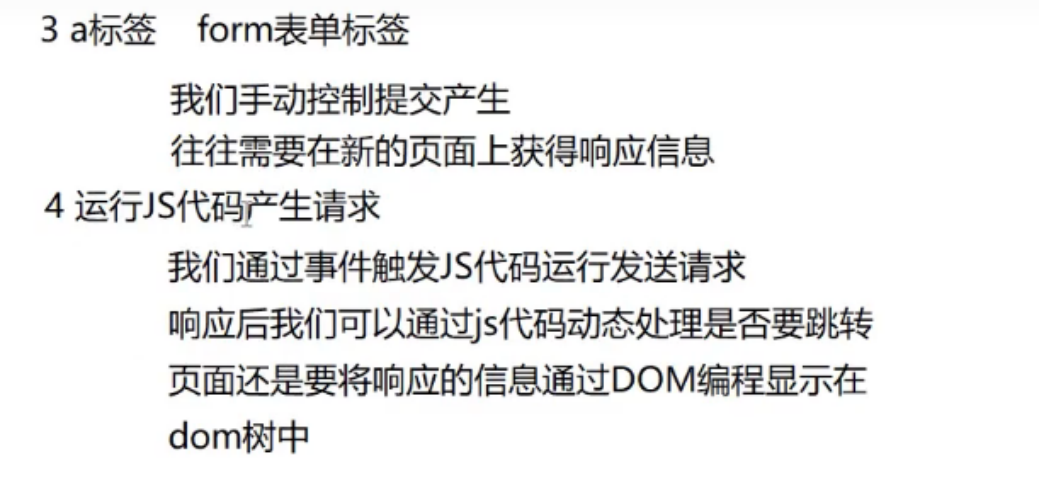 3 a标签 form表单标签
我们手动控制提交产生
往往需要在新的页面上获得响应信息
4 运行JS代码产生请求
我们通过事件触发JS代码运行发送请求
响应后我们可以通过js代码动态处理是否要跳转
页面还是要将响应的信息通过DOM编程显示在
dom树中